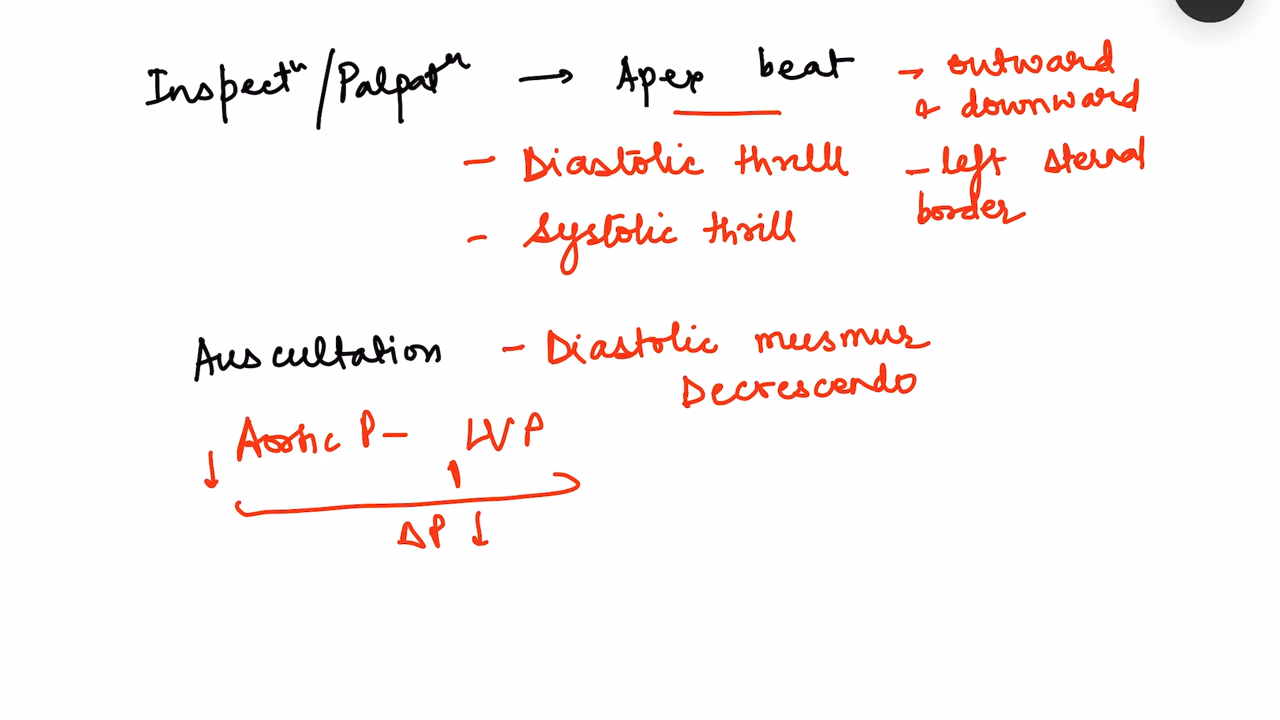 Inspectⁿ/Palpatⁿ → Apex beat → outward
& downward
- Diastolic thrill - left sternal
border
- Systolic thrill
Auscultation - Diastolic murmur
Decrescendo
↓ Aortic P - LVP
ΔP ↓